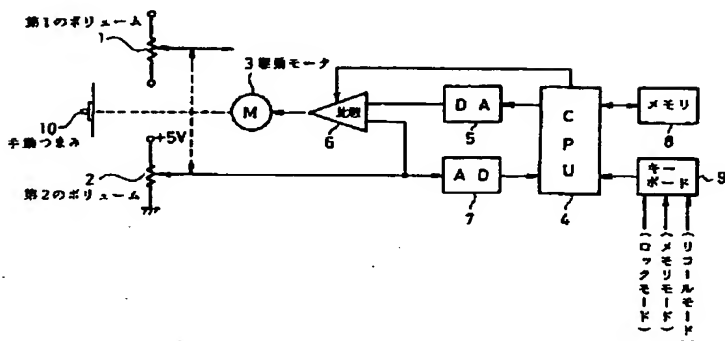 第1のボリューム
1
3 駆動モータ
M
10
手動つまみ
+5V
2
第2のボリューム
比較
6
DA
5
AD
7
CPU
4
メモリ
8
キーボード
9
(ロックモード)
(メモリモード)
(リコールモード)